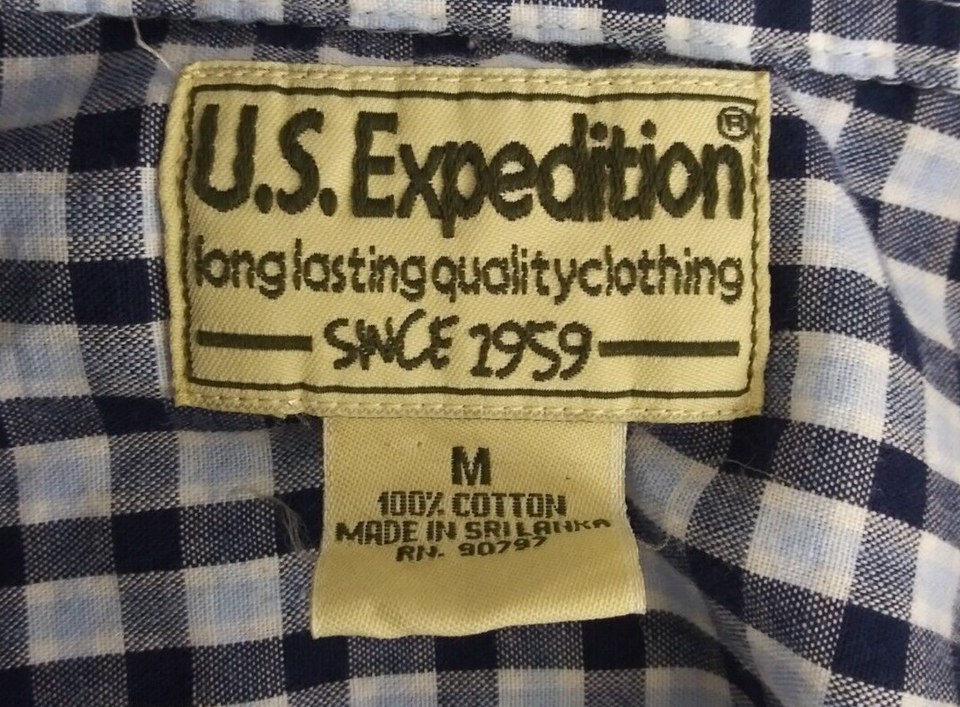 U.S. Expedition®
long lasting quality clothing
SINCE 1959
M
100% COTTON
MADE IN SRI LANKA
RN. 90797